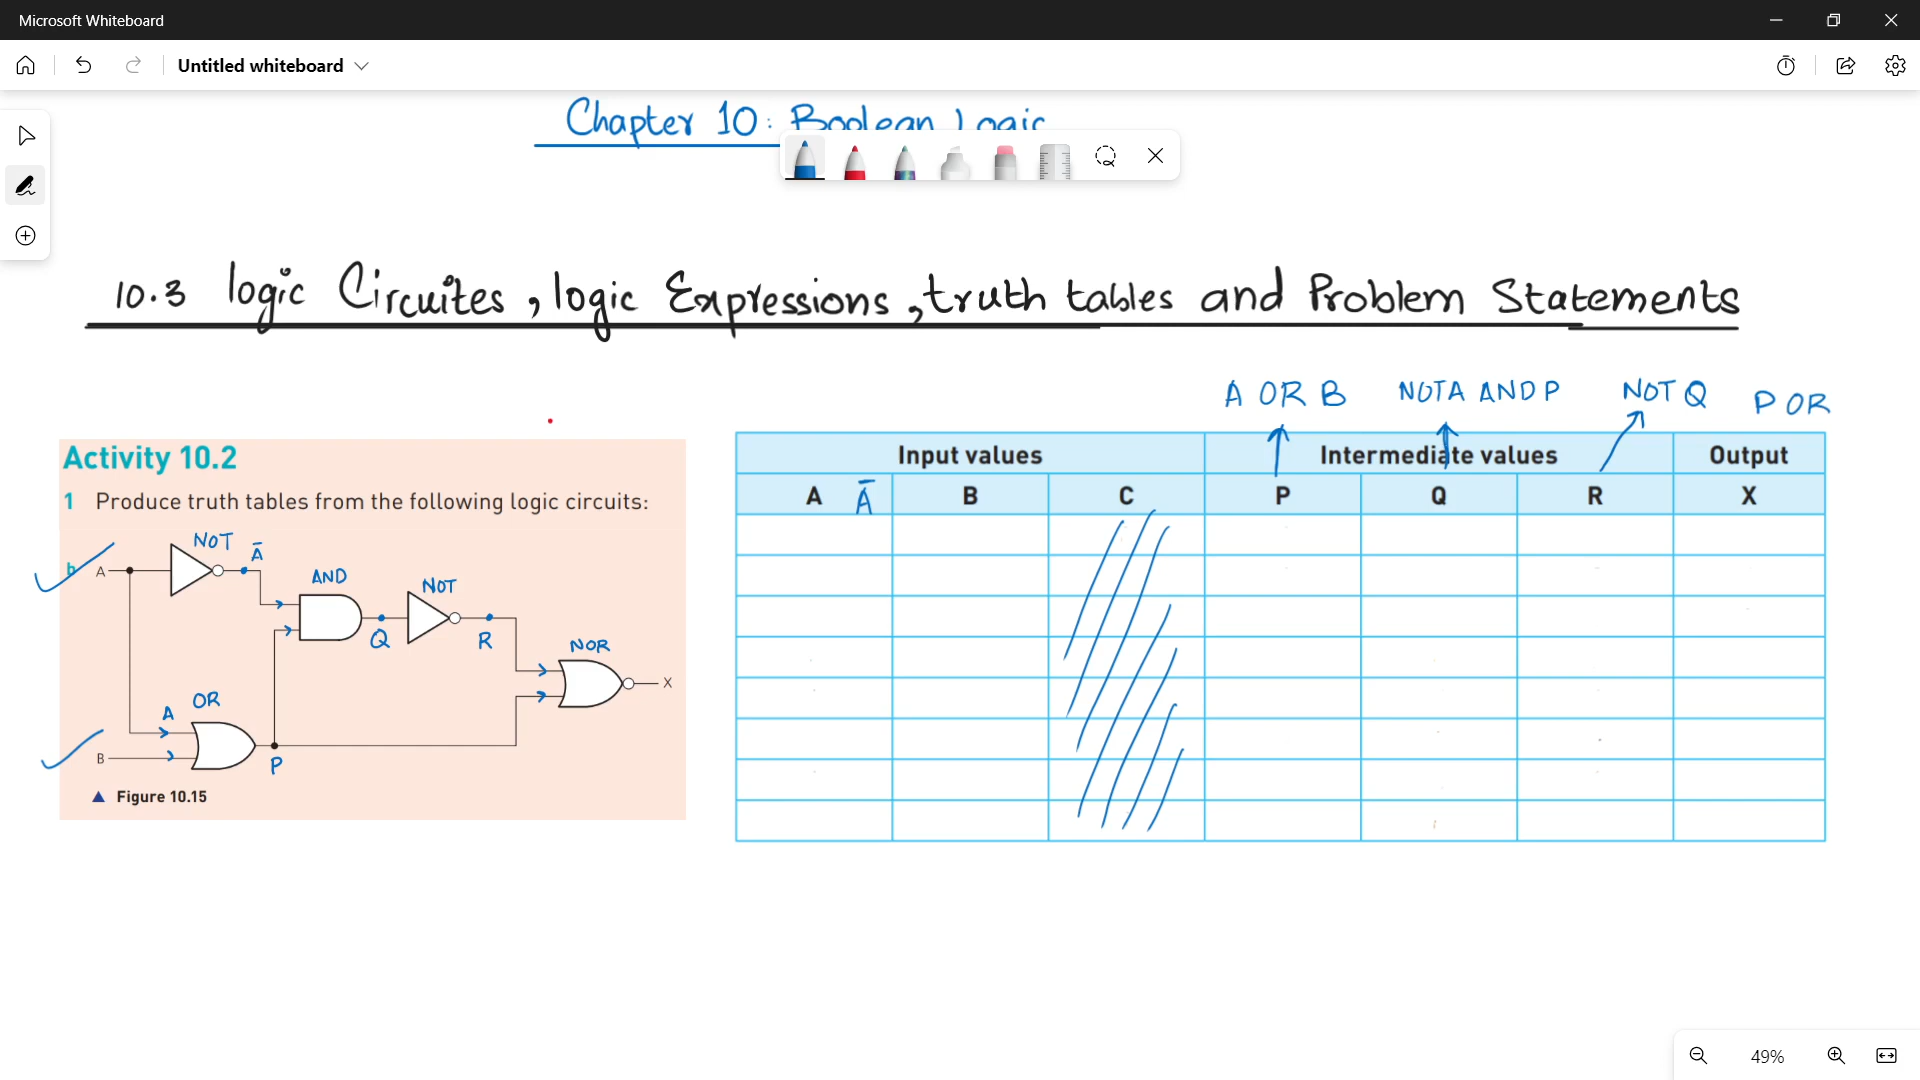 Microsoft Whiteboard
Untitled whiteboard
Chapter 10: Boolean Logic
10.3 logic Circuites, logic Expressions, truth tables and Problem Statements
Activity 10.2
1 Produce truth tables from the following logic circuits:
b A
NOT
Ā
AND
NOT
Q
R
NOR
X
A OR
B
P
▲ Figure 10.15
A OR B NOT A AND P NOT Q P OR
Input values Intermediate values Output
A Ā B C P Q R X
49%